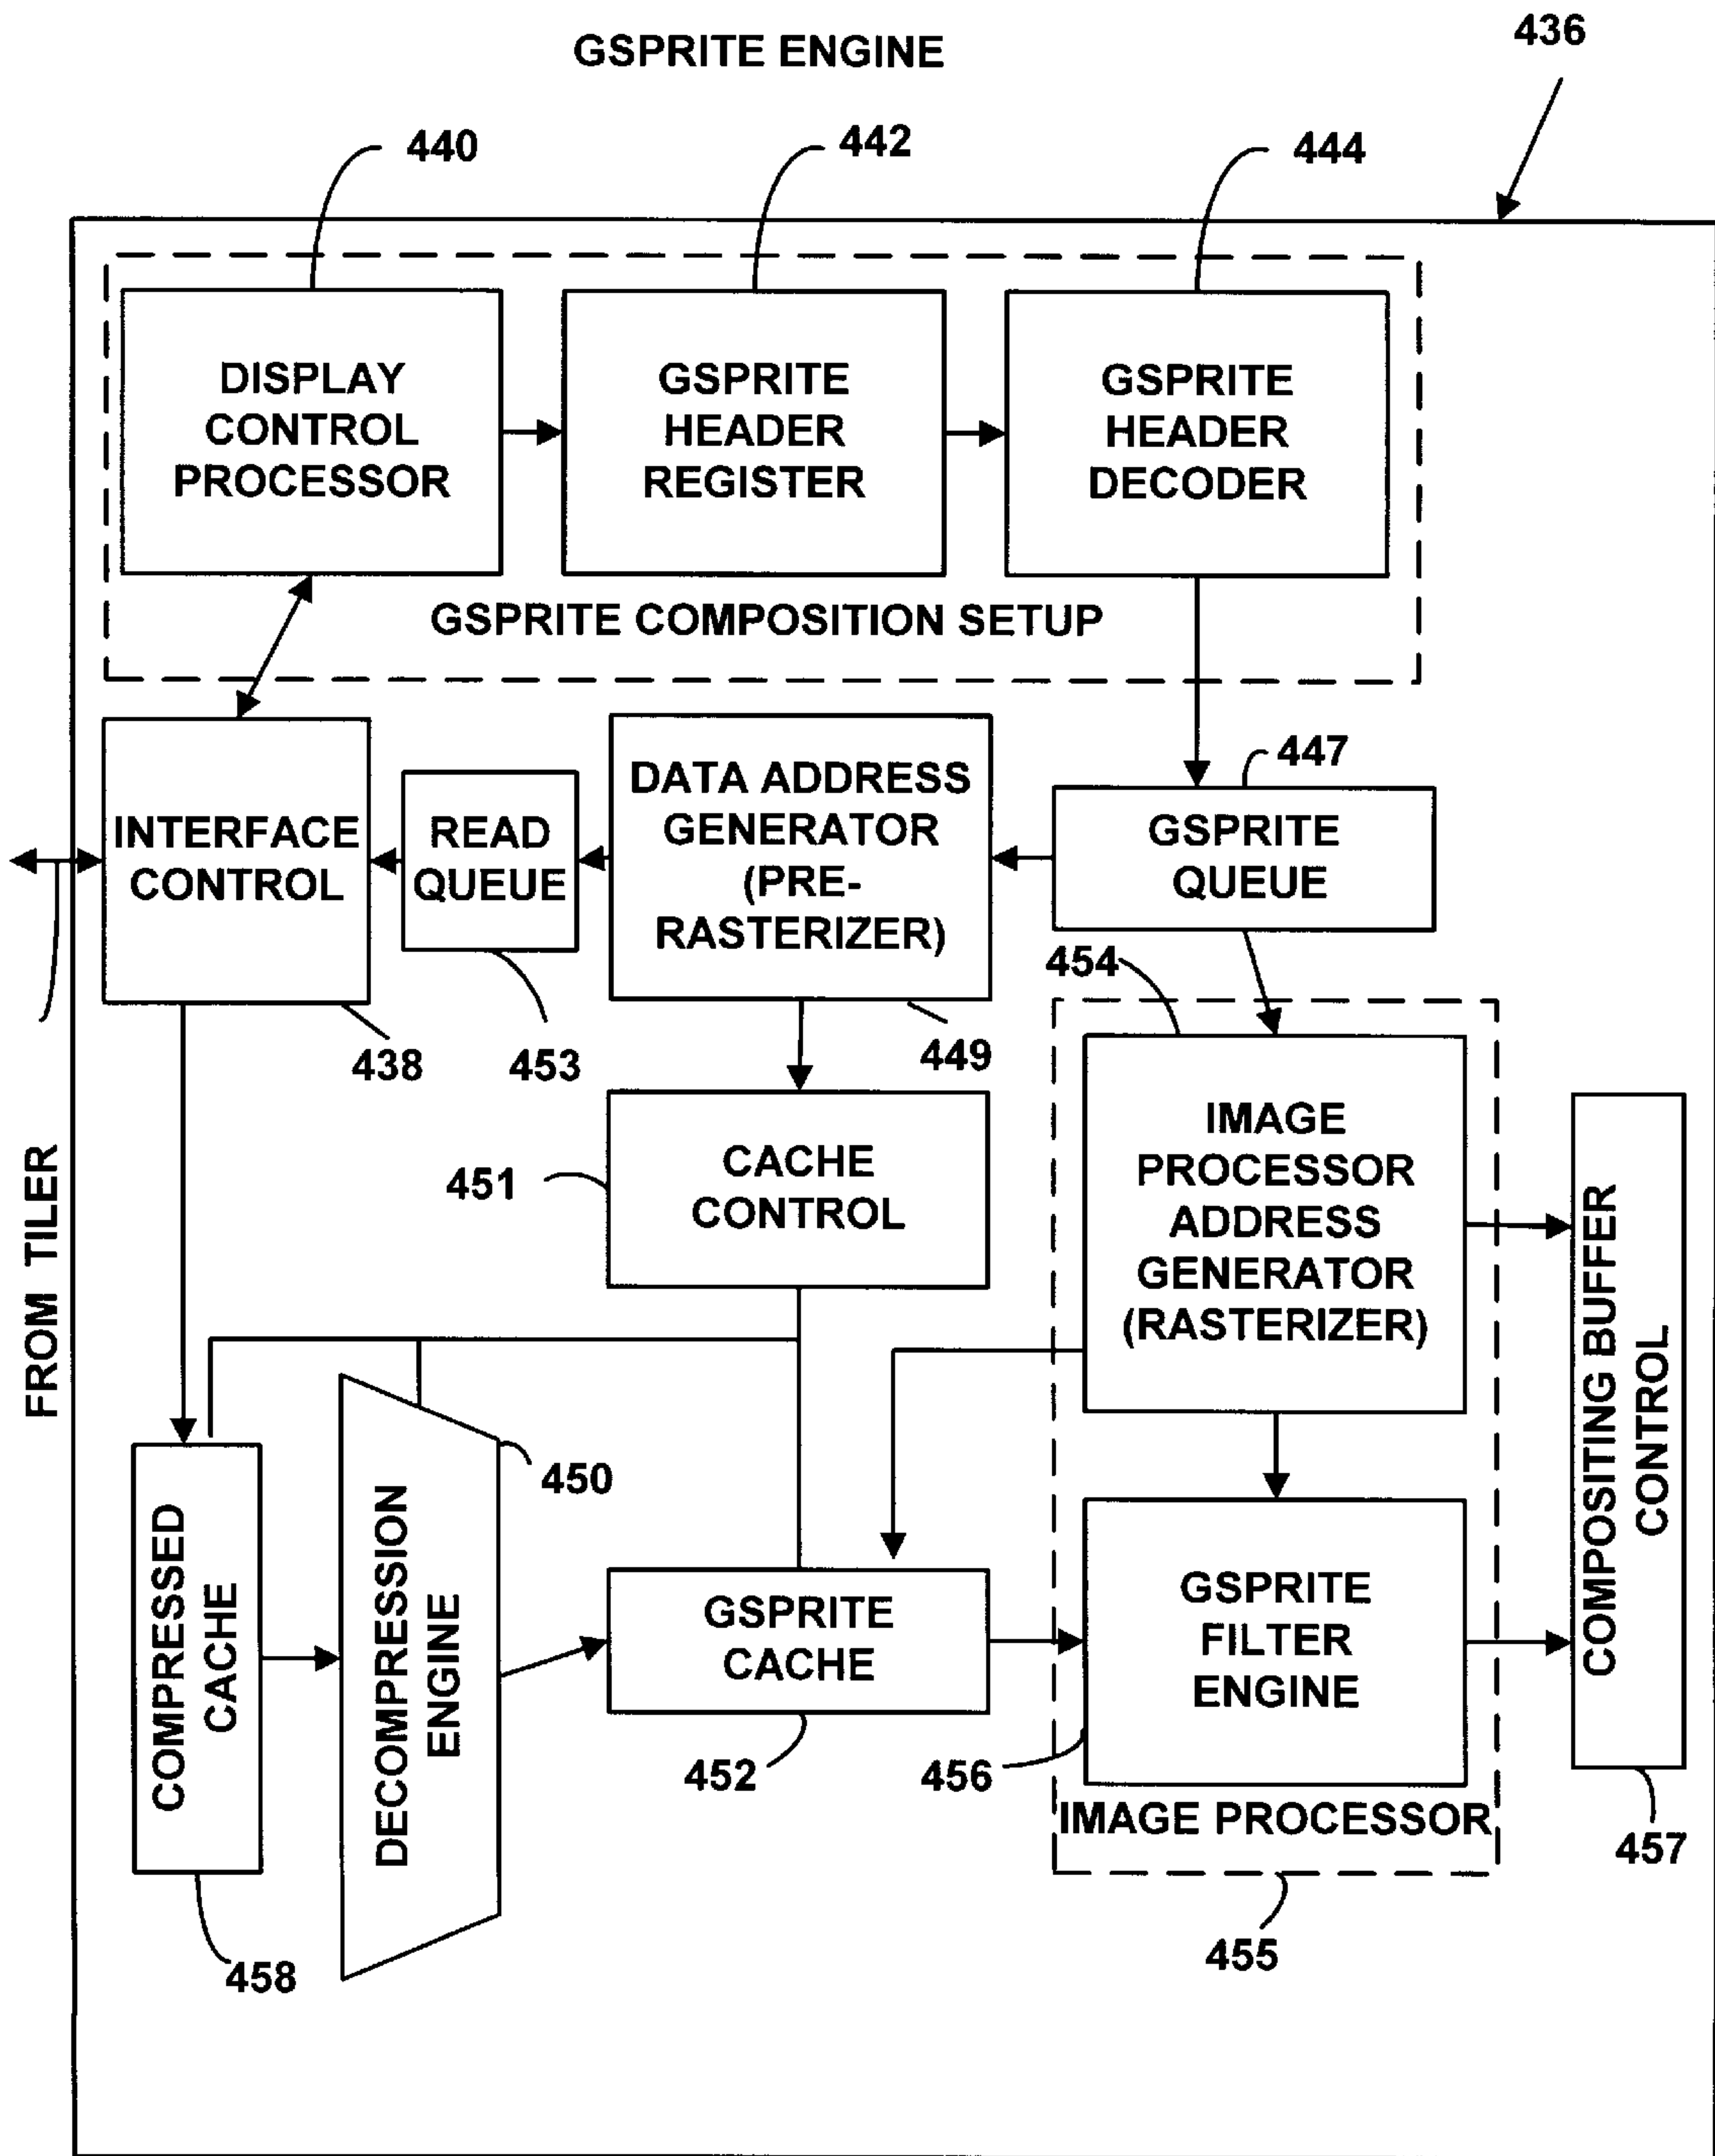 GSPRITE ENGINE
436
440
442
444
DISPLAY
CONTROL
PROCESSOR
GSPRITE
HEADER
REGISTER
GSPRITE
HEADER
DECODER
GSPRITE COMPOSITION SETUP
447
INTERFACE
CONTROL
READ
QUEUE
DATA ADDRESS
GENERATOR
(PRE-
RASTERIZER)
GSPRITE
QUEUE
438
453
449
454
FROM TILER
451
CACHE
CONTROL
IMAGE
PROCESSOR
ADDRESS
GENERATOR
(RASTERIZER)
COMPOSITING BUFFER
CONTROL
450
COMPRESSED
CACHE
DECOMPRESSION
ENGINE
GSPRITE
CACHE
GSPRITE
FILTER
ENGINE
452
456
IMAGE PROCESSOR
457
458
455